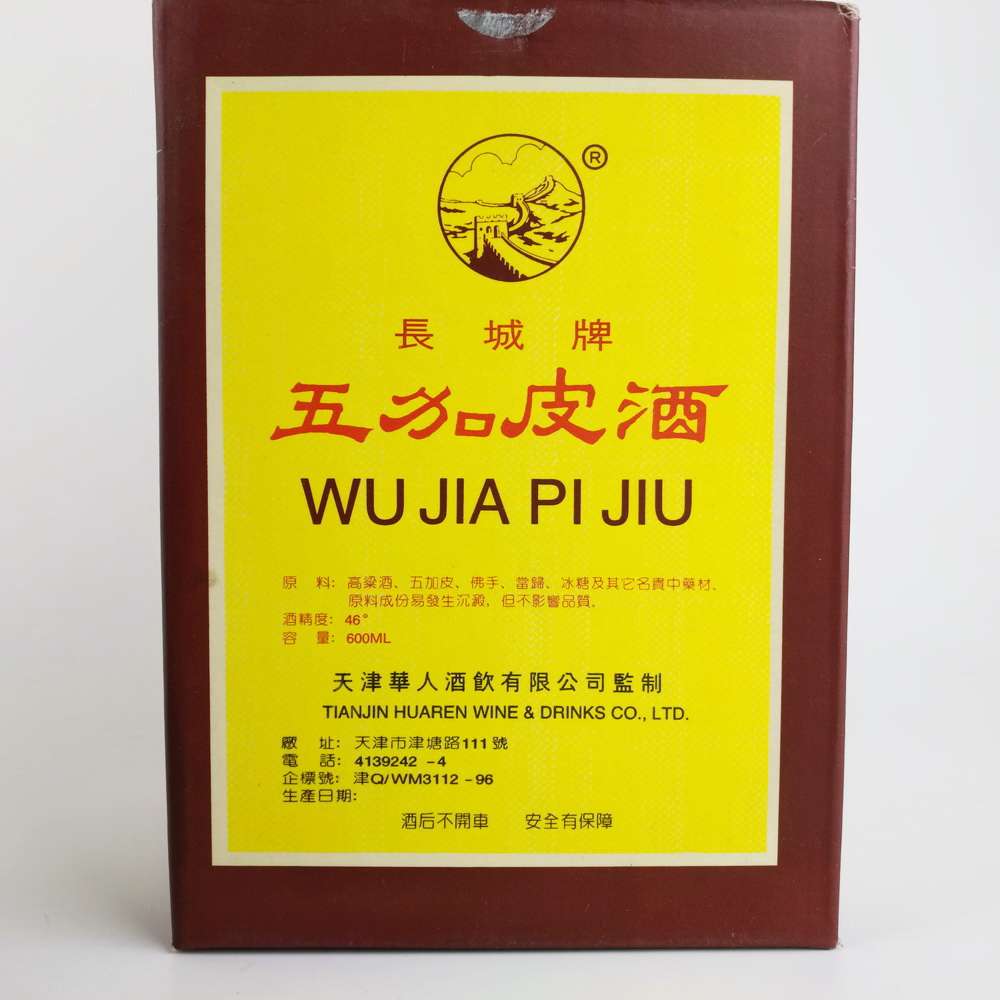 ®
長城牌
五加皮酒
WU JIA PI JIU
原 料: 高粱酒、五加皮、佛手、當歸、冰糖及其它名貴中藥材。
原料成份易發生沉澱, 但不影響品質。
酒精度: 46°
容 量: 600ML
天津華人酒飲有限公司監制
TIANJIN HUAREN WINE & DRINKS CO., LTD.
廠 址: 天津市津塘路111號
電 話: 4139242 -4
企標號: 津Q/WM3112-96
生產日期:
酒后不開車 安全有保障